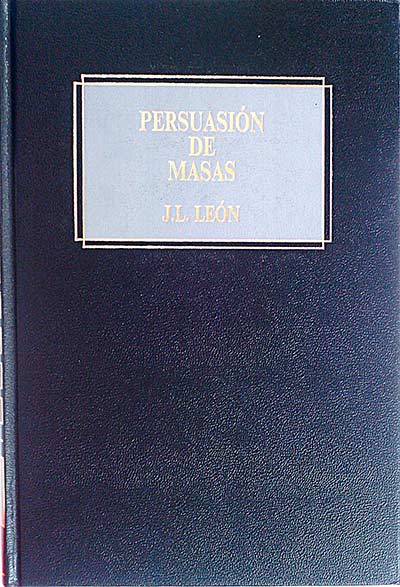 PERSUASIÓN
DE
MASAS
J.L. LEÓN